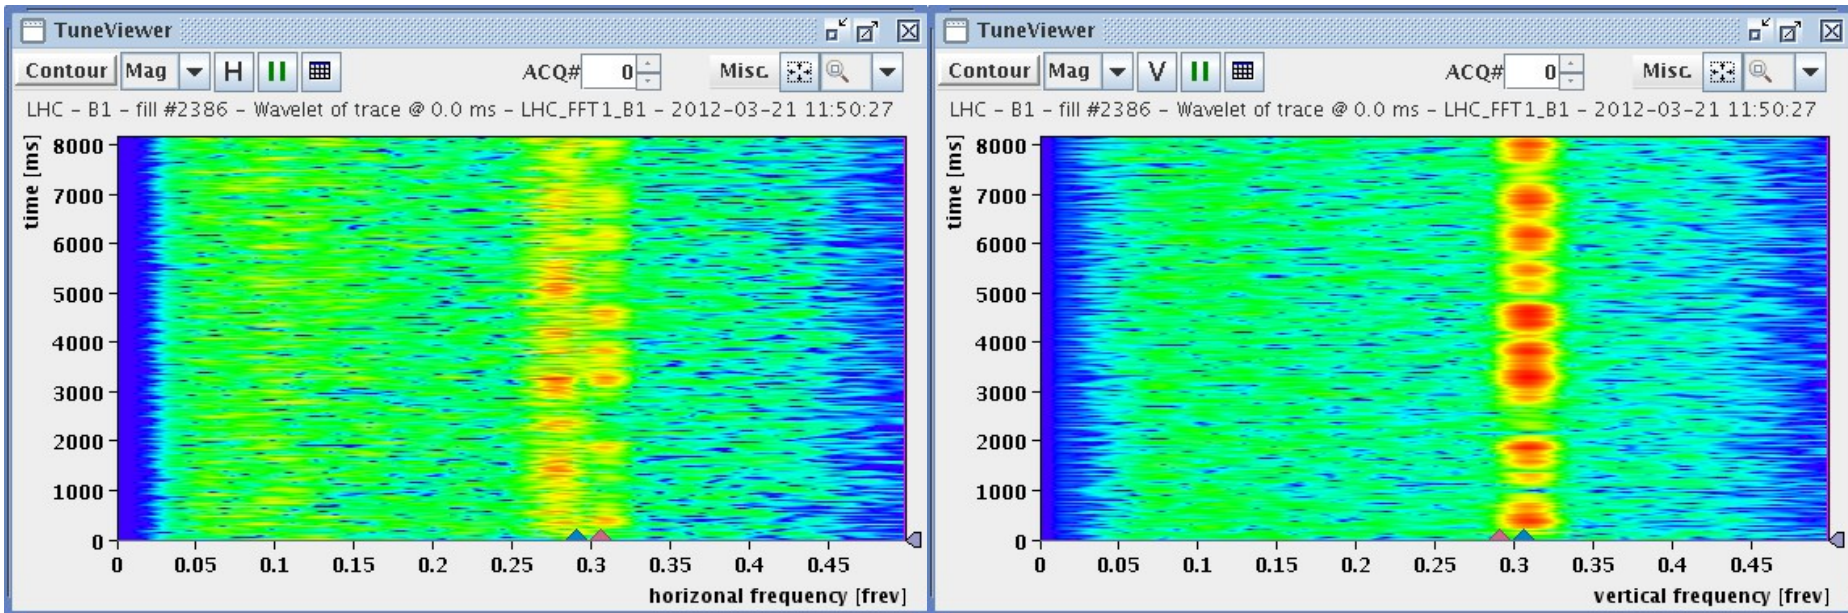 TuneViewer
Contour Mag H ACQ# 0 Misc.
LHC - B1 - fill #2386 - Wavelet of trace @ 0.0 ms - LHC_FFT1_B1 - 2012-03-21 11:50:27
time [ms]
8000
7000
6000
5000
4000
3000
2000
1000
0
0 0.05 0.1 0.15 0.2 0.25 0.3 0.35 0.4 0.45
horizonal frequency [frev]
TuneViewer
Contour Mag V ACQ# 0 Misc.
LHC - B1 - fill #2386 - Wavelet of trace @ 0.0 ms - LHC_FFT1_B1 - 2012-03-21 11:50:27
time [ms]
8000
7000
6000
5000
4000
3000
2000
1000
0
0 0.05 0.1 0.15 0.2 0.25 0.3 0.35 0.4 0.45
vertical frequency [frev]